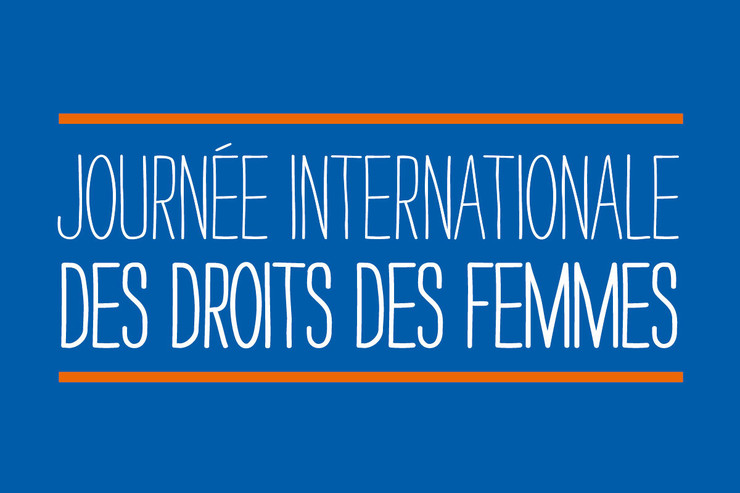 JOURNÉE INTERNATIONALE
DES DROITS DES FEMMES